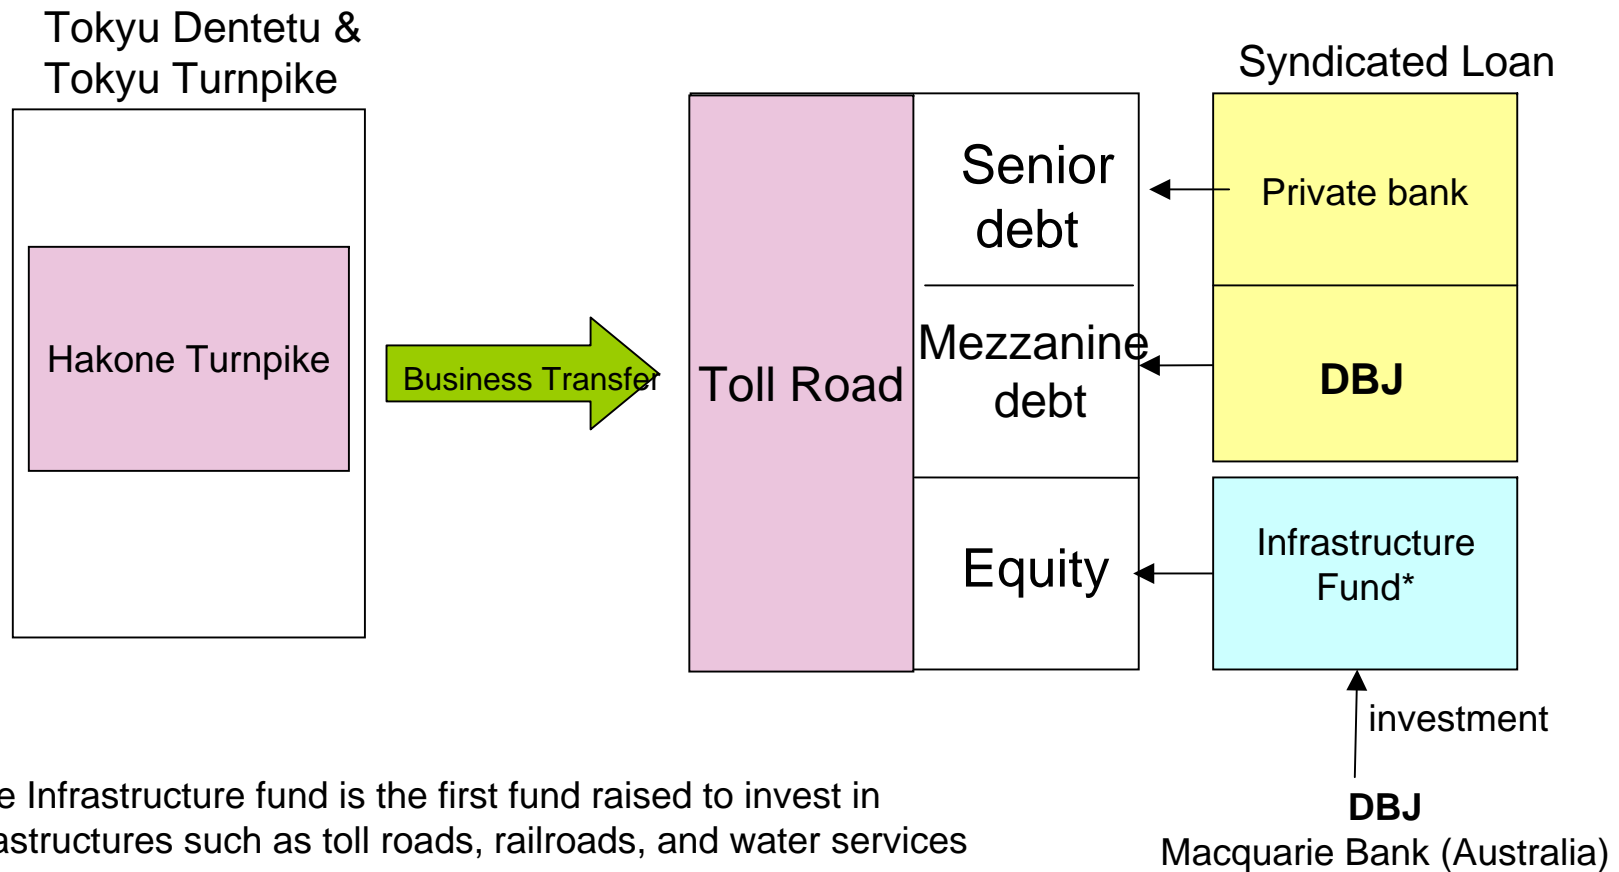 Tokyu Dentetu &
Tokyu Turnpike
Hakone Turnpike
Business Transfer
Toll Road
Senior
debt
Mezzanine
debt
Equity
Syndicated Loan
Private bank
DBJ
Infrastructure
Fund*
investment
DBJ
Macquarie Bank (Australia)
e Infrastructure fund is the first fund raised to invest in
astructures such as toll roads, railroads, and water services